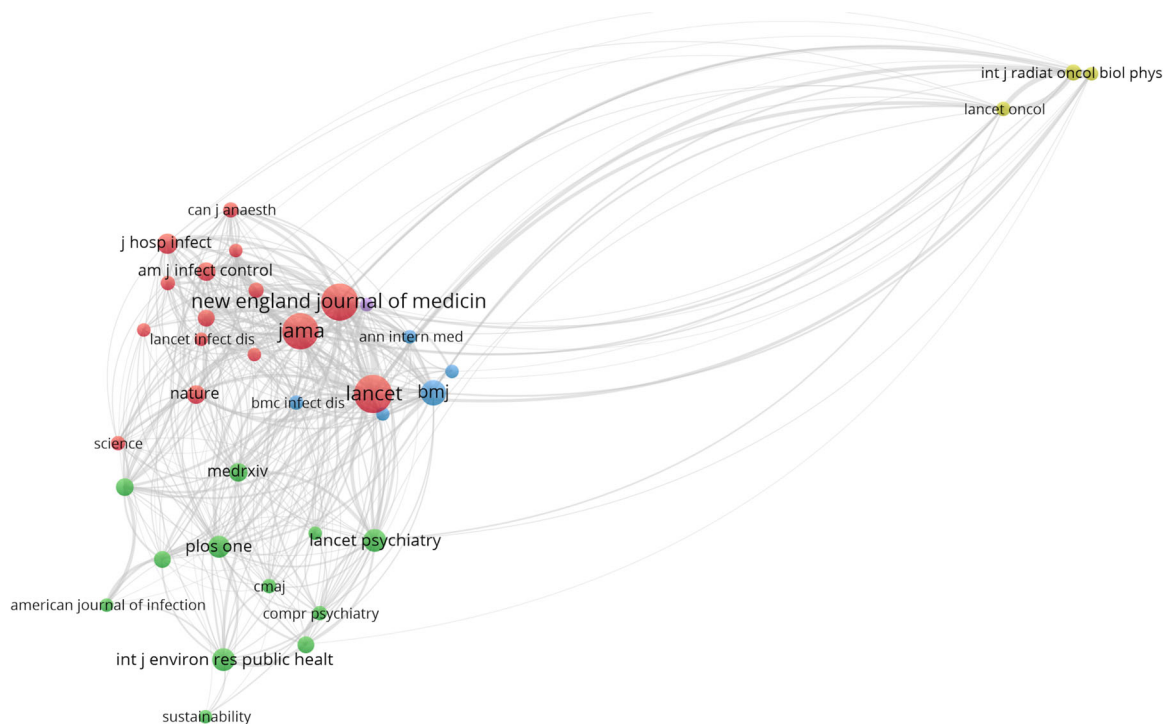 int j radiat oncol biol phys
lancet oncol
can j anaesth
j hosp infect
am j infect control
new england journal of medicin
jama
lancet infect dis
ann intern med
nature
bmc infect dis
lancet
bmj
science
medrxiv
plos one
lancet psychiatry
cmaj
american journal of infection
compr psychiatry
int j environ res public healt
sustainability